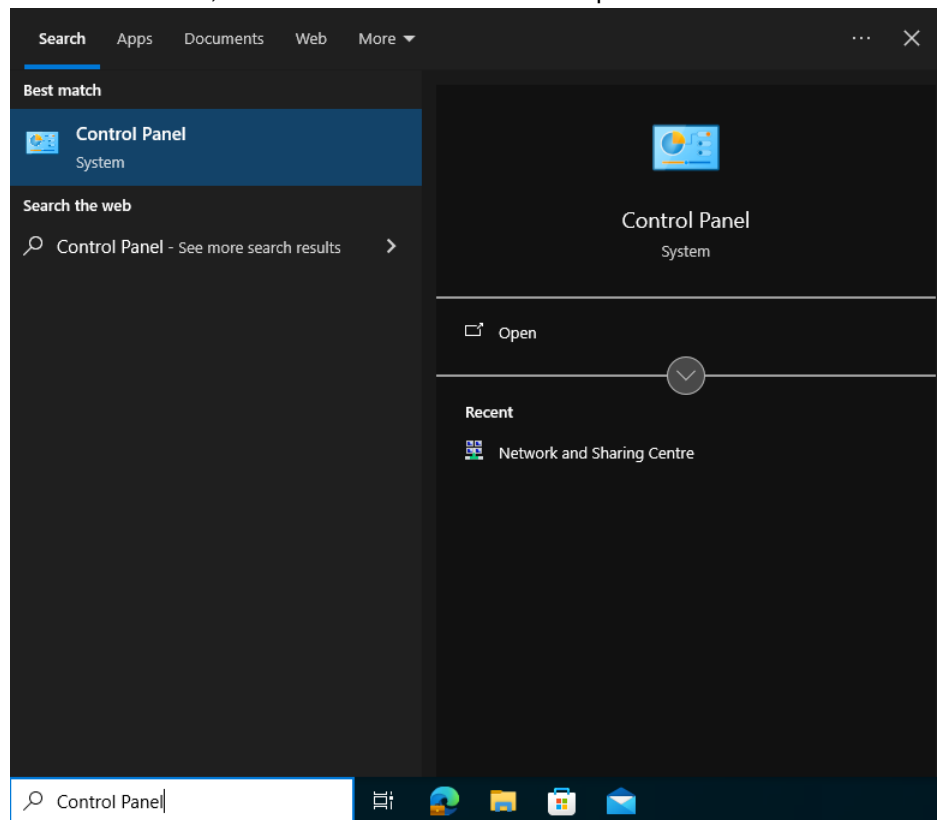 Search Apps Documents Web More
Best match
Control Panel
System
Search the web
Control Panel - See more search results
Control Panel
System
Open
Recent
Network and Sharing Centre
Control Panel